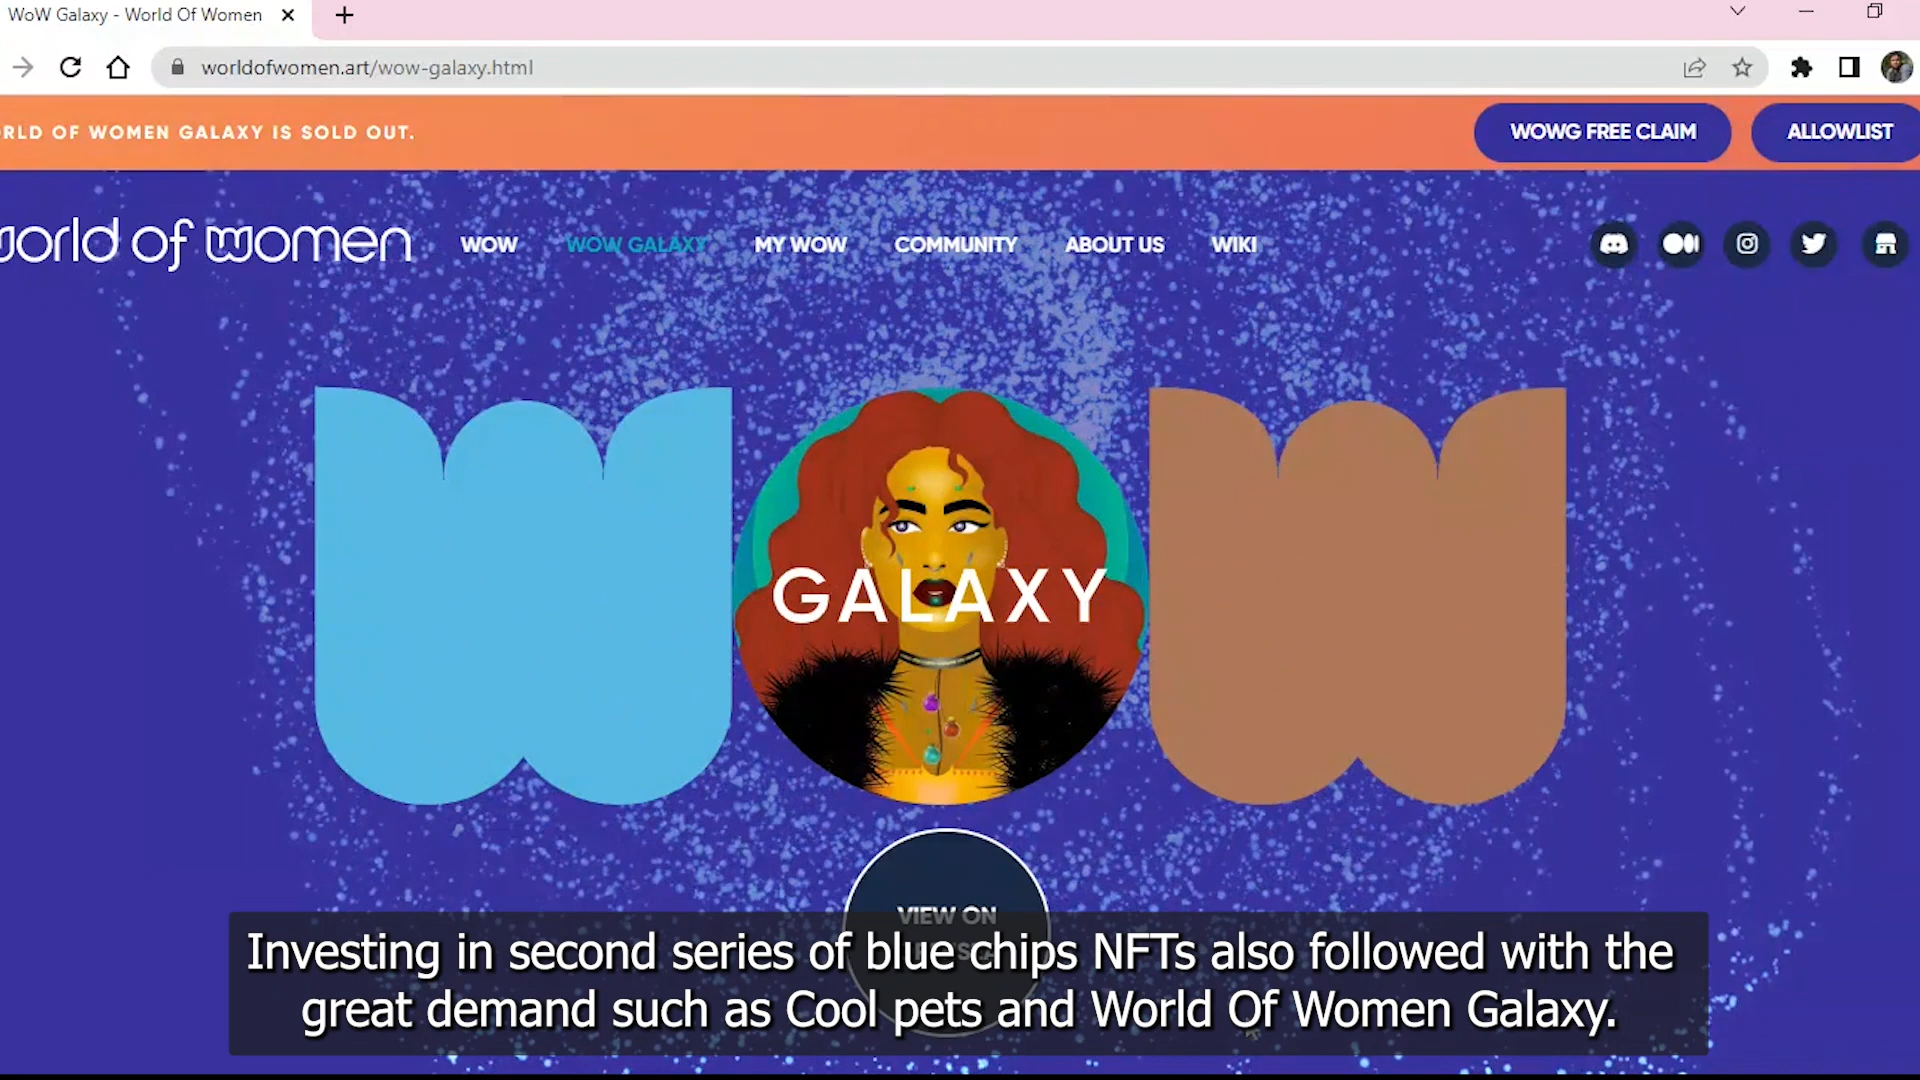 WoW Galaxy - World Of Women
worldofwomen.art/wow-galaxy.html
RLD OF WOMEN GALAXY IS SOLD OUT.
WOWG FREE CLAIM
ALLOWLIST
world of women
WOW
WOW GALAXY
MY WOW
COMMUNITY
ABOUT US
WIKI
GALAXY
VIEW ON
Investing in second series of blue chips NFTs also followed with the
great demand such as Cool pets and World Of Women Galaxy.